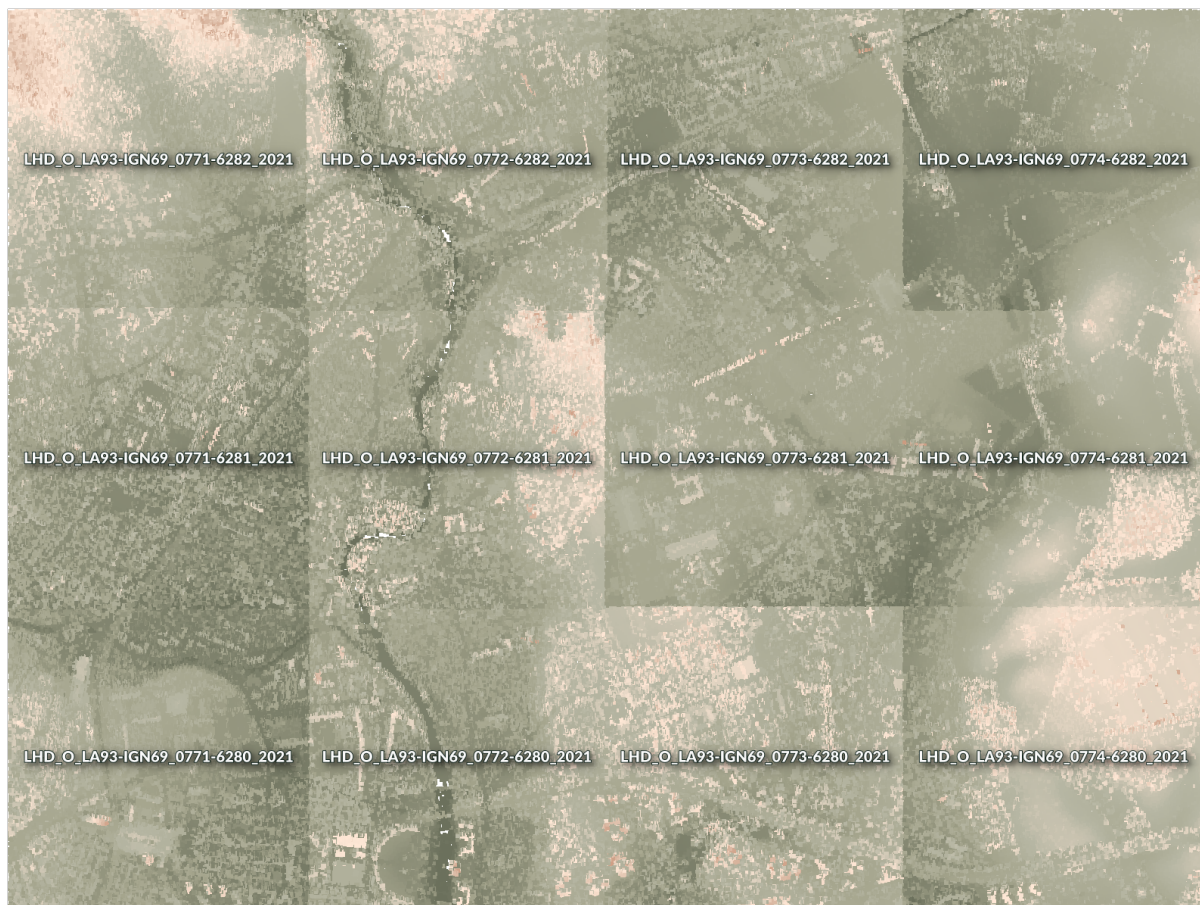 LHD_O_LA93-IGN69_0771-6282_2021
LHD_O_LA93-IGN69_0772-6282_2021
LHD_O_LA93-IGN69_0773-6282_2021
LHD_O_LA93-IGN69_0774-6282_2021
LHD_O_LA93-IGN69_0771-6281_2021
LHD_O_LA93-IGN69_0772-6281_2021
LHD_O_LA93-IGN69_0773-6281_2021
LHD_O_LA93-IGN69_0774-6281_2021
LHD_O_LA93-IGN69_0771-6280_2021
LHD_O_LA93-IGN69_0772-6280_2021
LHD_O_LA93-IGN69_0773-6280_2021
LHD_O_LA93-IGN69_0774-6280_2021